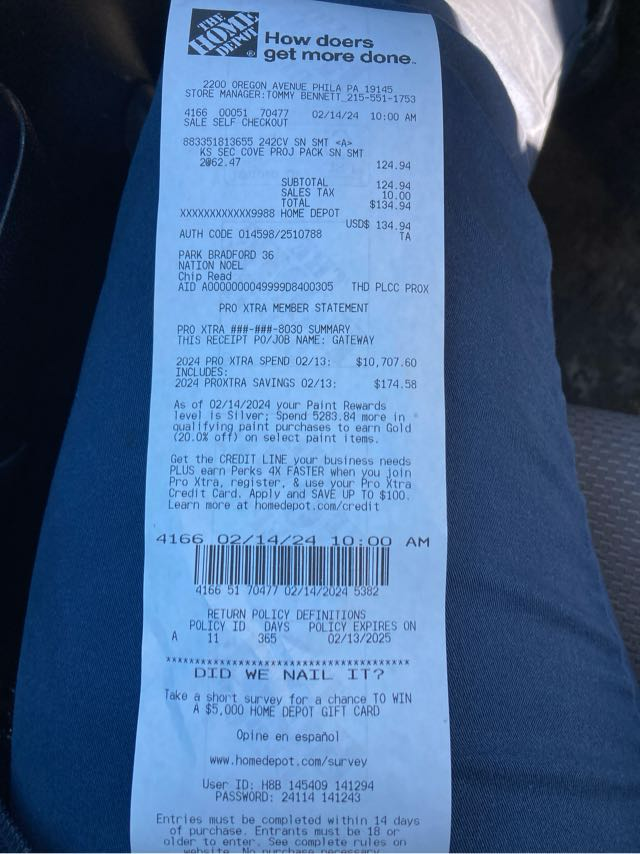 THE
HOME
DEPOT
®
How doers
get more done™
2200 OREGON AVENUE PHILA PA 19145
STORE MANAGER:TOMMY BENNETT 215-551-1753
4166 00051 70477 02/14/24 10:00 AM
SALE SELF CHECKOUT
683351813655 242CV SN SMT <A>
KS SEC COVE PROJ PACK SN SMT
2@62.47 124.94
SUBTOTAL 124.94
SALES TAX 10.00
TOTAL $134.94
XXXXXXXXXXXX9988 HOME DEPOT
USD$ 134.94
AUTH CODE 014598/2510788 TA
PARK BRADFORD 36
NATION NOEL
Chip Read
AID A0000000049999D8400305 THD PLCC PROX
PRO XTRA MEMBER STATEMENT
PRO XTRA ###-###-8030 SUMMARY
THIS RECEIPT PO/JOB NAME: GATEWAY
2024 PRO XTRA SPEND 02/13: $10,707.60
INCLUDES:
2024 PROXTRA SAVINGS 02/13: $174.58
As of 02/14/2024 your Paint Rewards
level is Silver; Spend 5283.84 more in
qualifying paint purchases to earn Gold
(20.0% off) on select paint items.
Get the CREDIT LINE your business needs
PLUS earn Perks 4X FASTER when you join
Pro Xtra, register, & use your Pro Xtra
Credit Card. Apply and SAVE UP TO $100.
Learn more at homedepot.com/credit
4166 02/14/24 10:00 AM
4166 51 70477 02/14/2024 5382
RETURN POLICY DEFINITIONS
POLICY ID DAYS POLICY EXPIRES ON
A 11 365 02/13/2025
****************************************
DID WE NAIL IT?
Take a short survey for a chance TO WIN
A $5,000 HOME DEPOT GIFT CARD
Opine en español
www.homedepot.com/survey
User ID: H8B 145409 141294
PASSWORD: 24114 141243
Entries must be completed within 14 days
of purchase. Entrants must be 18 or
older to enter. See complete rules on
website. No purchase necessary.